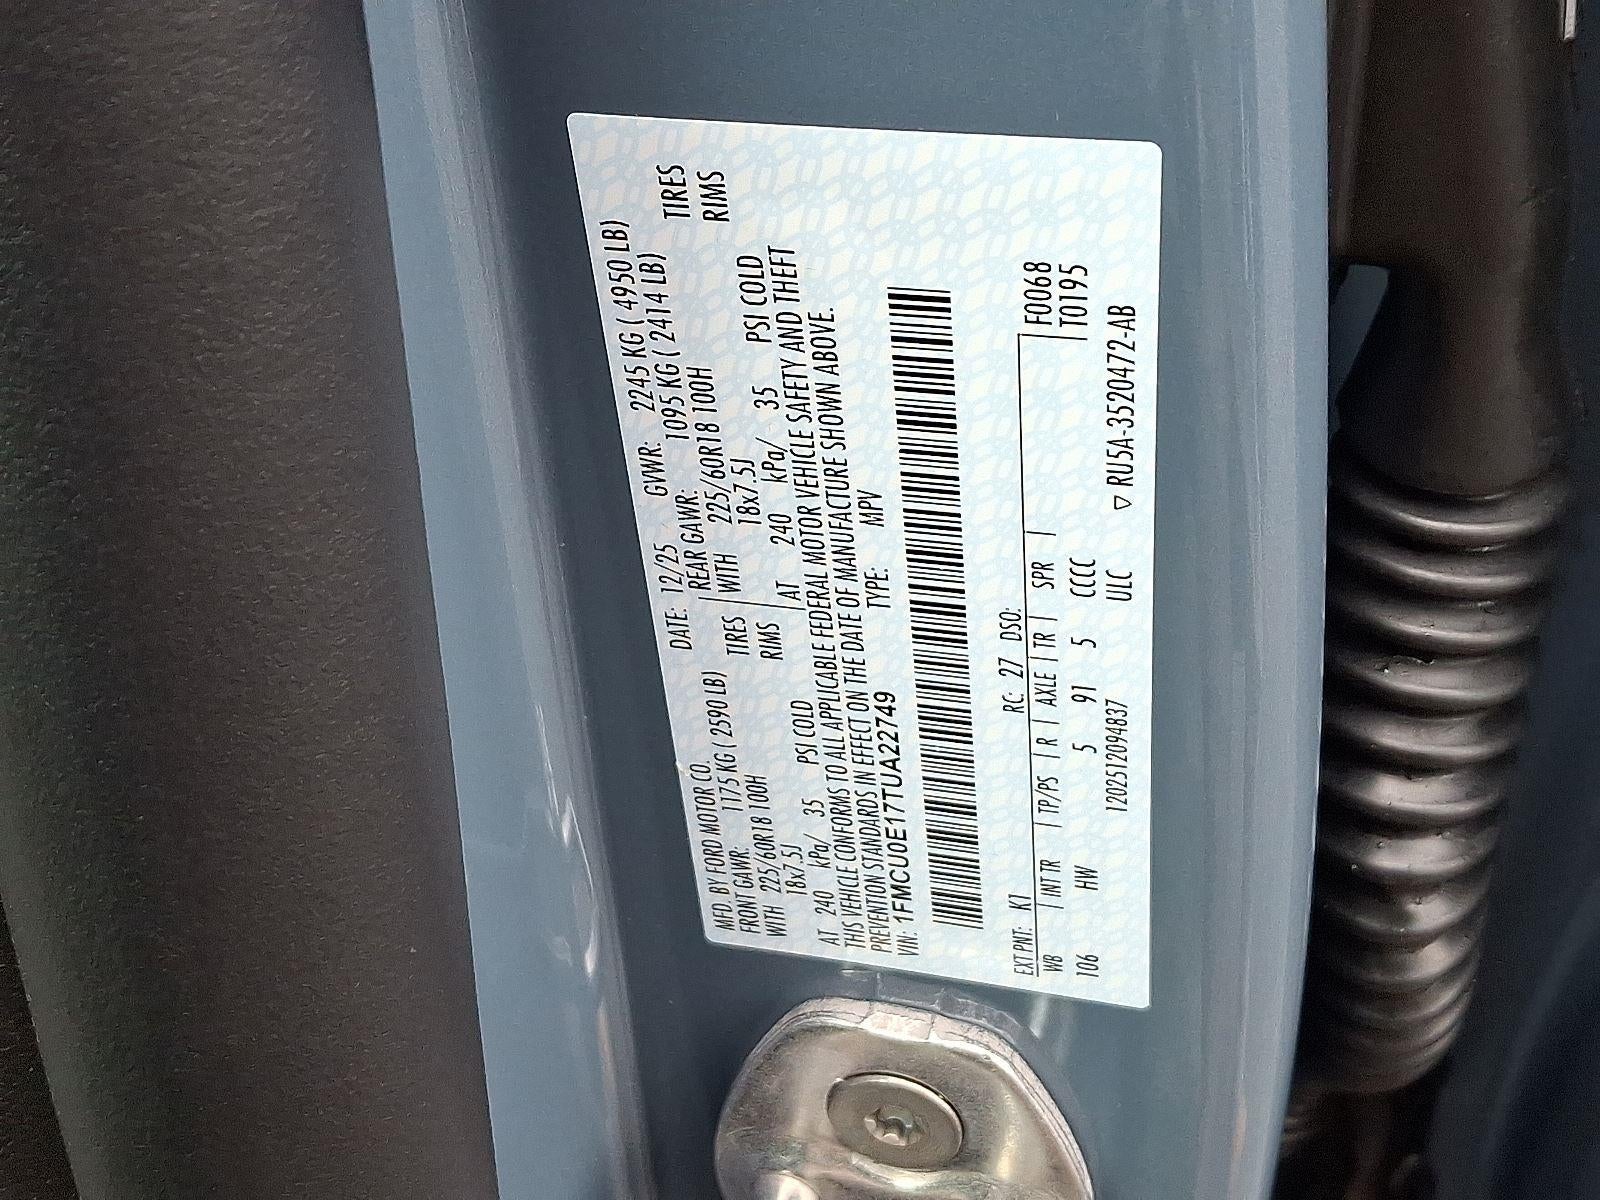 MFD. BY FORD MOTOR CO. DATE: 12/25 GVWR: 2245 KG ( 4950 LB)
FRONT GAWR: 1175 KG ( 2590 LB) REAR GAWR: 1095 KG ( 2414 LB)
WITH 225/60R18 100H TIRES WITH 225/60R18 100H TIRES
18x7.5J RIMS 18x7.5J RIMS
AT 240 kPa/ 35 PSI COLD AT 240 kPa/ 35 PSI COLD
THIS VEHICLE CONFORMS TO ALL APPLICABLE FEDERAL MOTOR VEHICLE SAFETY AND THEFT
PREVENTION STANDARDS IN EFFECT ON THE DATE OF MANUFACTURE SHOWN ABOVE.
VIN: 1FMCU0E17TUA22749 TYPE: MPV
EXT PNT: K1 RC: 27 DSO: F0068
WB | INT TR | TP/PS | R | AXLE | TR | SPR | T0195
106 HW 5 91 5 CCCC
1202512094837 ULC ▽ RU5A-3520472-AB